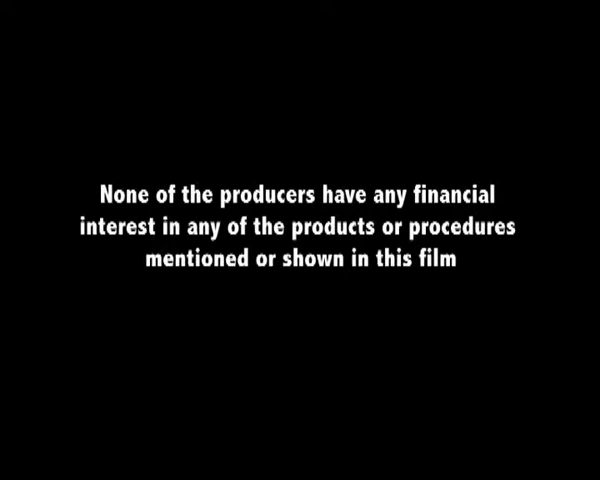 None of the producers have any financial
interest in any of the products or procedures
mentioned or shown in this film